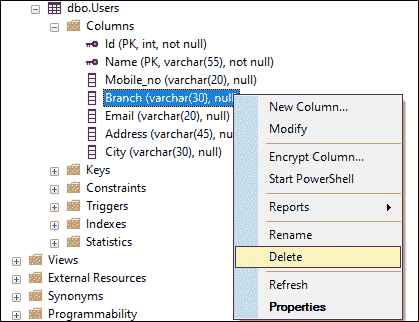 dbo.Users
Columns
Id (PK, int, not null)
Name (PK, varchar(55), not null)
Mobile_no (varchar(20), null)
Branch (varchar(30), null)
Email (varchar(20), null)
Address (varchar(45), null)
City (varchar(30), null)
Keys
Constraints
Triggers
Indexes
Statistics
Views
External Resources
Synonyms
Programmability
New Column...
Modify
Encrypt Column...
Start PowerShell
Reports
Rename
Delete
Refresh
Properties